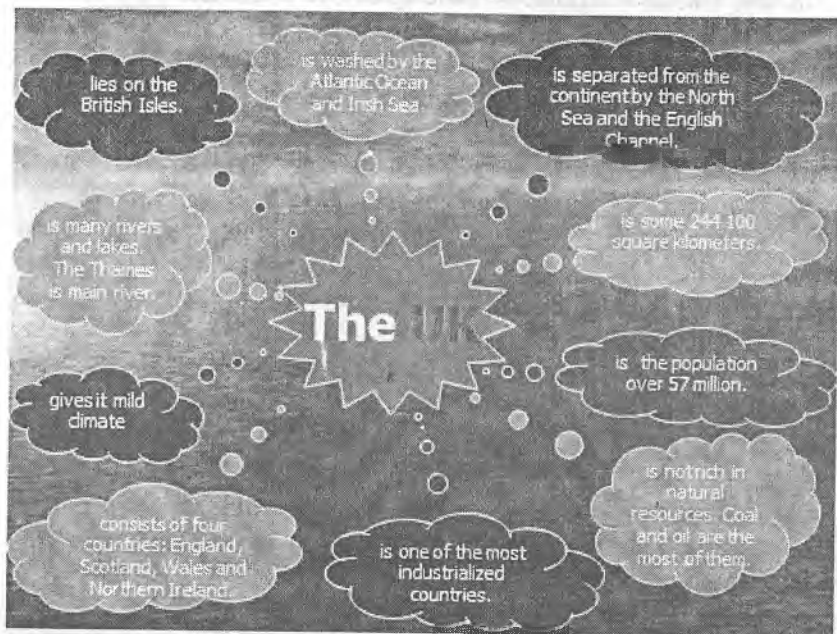 lies on the
British Isles.
is washed by the
Atlantic Ocean
and Irish Sea.
is separated from the
continent by the North
Sea and the English
Channel.
is many rivers
and lakes.
The Thames
is main river.
is some 244 100
square kilometers.
The UK
is the population
over 57 million.
gives it mild
climate
is not rich in
natural
resources. Coal
and oil are the
most of them.
consists of four
countries: England,
Scotland, Wales and
Northern Ireland.
is one of the most
industrialized
countries.